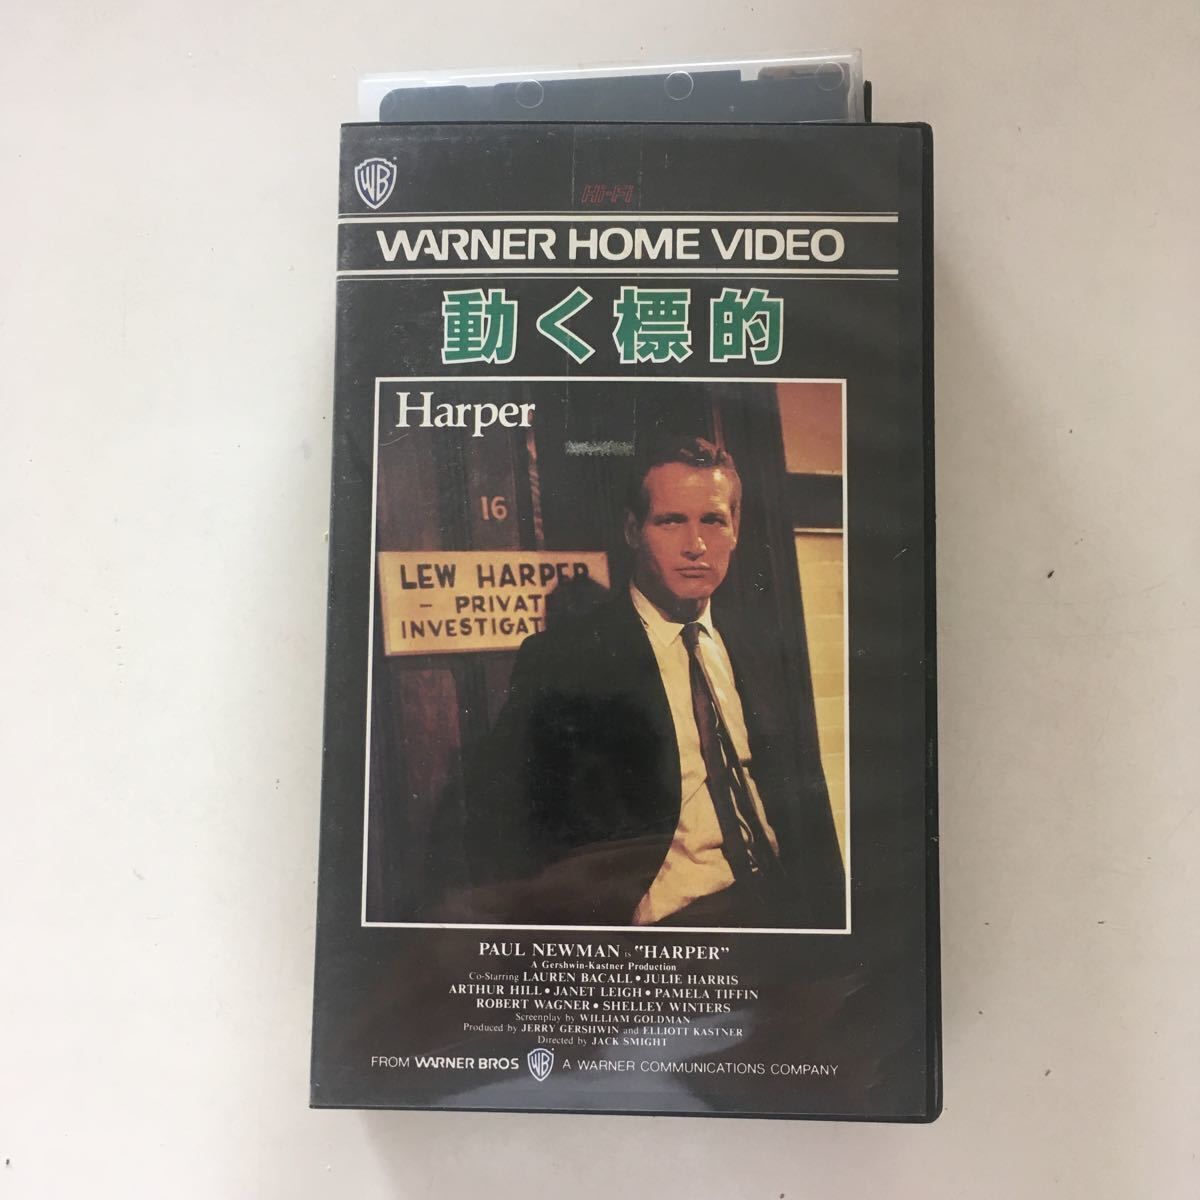 WB
Hi-Fi
WARNER HOME VIDEO
動く標的
Harper
16
LEW HARPER
- PRIVAT
INVESTIGAT
PAUL NEWMAN is "HARPER"
A Gershwin-Kastner Production
Co-Starring LAUREN BACALL • JULIE HARRIS
ARTHUR HILL • JANET LEIGH • PAMELA TIFFIN
ROBERT WAGNER • SHELLEY WINTERS
Screenplay by WILLIAM GOLDMAN
Produced by JERRY GERSHWIN and ELLIOTT KASTNER
Directed by JACK SMIGHT
FROM WARNER BROS WB A WARNER COMMUNICATIONS COMPANY